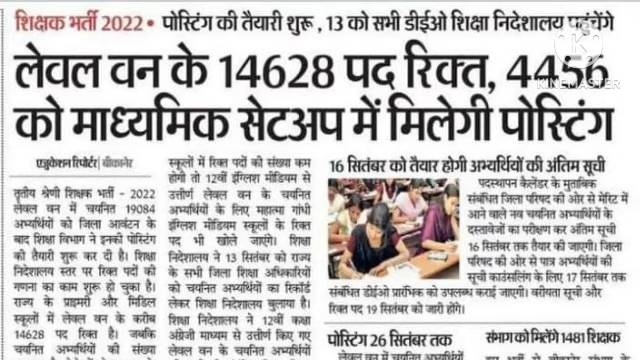 शिक्षक भर्ती 2022 • पोस्टिंग की तैयारी शुरू, 13 को सभी डीईओ शिक्षा निदेशालय पहुंचेंगे
लेवल वन के 14628 पद रिक्त, 4456
को माध्यमिक सेटअप में मिलेगी पोस्टिंग
KINEMASTER
एजुकेशन रिपोर्टर | बीकानेर
तृतीय श्रेणी शिक्षक भर्ती - 2022
लेवल वन में चयनित 19084
अभ्यर्थियों को जिला आवंटन के
बाद शिक्षा विभाग ने इनकी पोस्टिंग
की तैयारी शुरू कर दी है। शिक्षा
निदेशालय स्तर पर रिक्त पदों की
गणना का काम शुरू हो चुका है।
राज्य के प्राइमरी और मिडिल
स्कूलों में लेवल वन के करीब
14628 पद रिक्त है। जबकि
चयनित अभ्यर्थियों की संख्या
स्कूलों में रिक्त पदों की संख्या कम
होगी तो 12वीं इंग्लिश मीडियम से
उत्तीर्ण लेवल वन के चयनित
अभ्यर्थियों के लिए महात्मा गांधी
इंग्लिश मीडियम स्कूलों के रिक्त
पद भी खोले जाएंगे। शिक्षा
निदेशालय ने 13 सितंबर को राज्य
के सभी जिला शिक्षा अधिकारियों
को चयनित अभ्यर्थियों का रिकॉर्ड
लेकर शिक्षा निदेशालय बुलाया है।
शिक्षा निदेशालय ने 12वीं कक्षा
अंग्रेजी माध्यम से उत्तीर्ण किए गए
लेवल वन के चयनित अभ्यर्थियों
16 सितंबर को तैयार होगी अभ्यर्थियों की अंतिम सूची
पदस्थापन कैलेंडर के मुताबिक
संबंधित जिला परिषद की ओर से मेरिट में
आने वाले नव चयनित अभ्यार्थियों के
दस्तावेजों का परीक्षण कर अंतिम सूची
16 सितंबर तक तैयार की जाएगी। जिला
परिषद की ओर से पात्र अभ्यर्थियों की
सूची काउंसलिंग के लिए 17 सितंबर तक
संबंधित डीईओ प्रारंभिक को उपलब्ध कराई जाएगी। वरीयता सूची और
रिक्त पद 19 सितंबर को जारी होंगे।
पोस्टिंग 26 सितंबर तक
संभाग को मिलेंगे 1481 शिक्षक